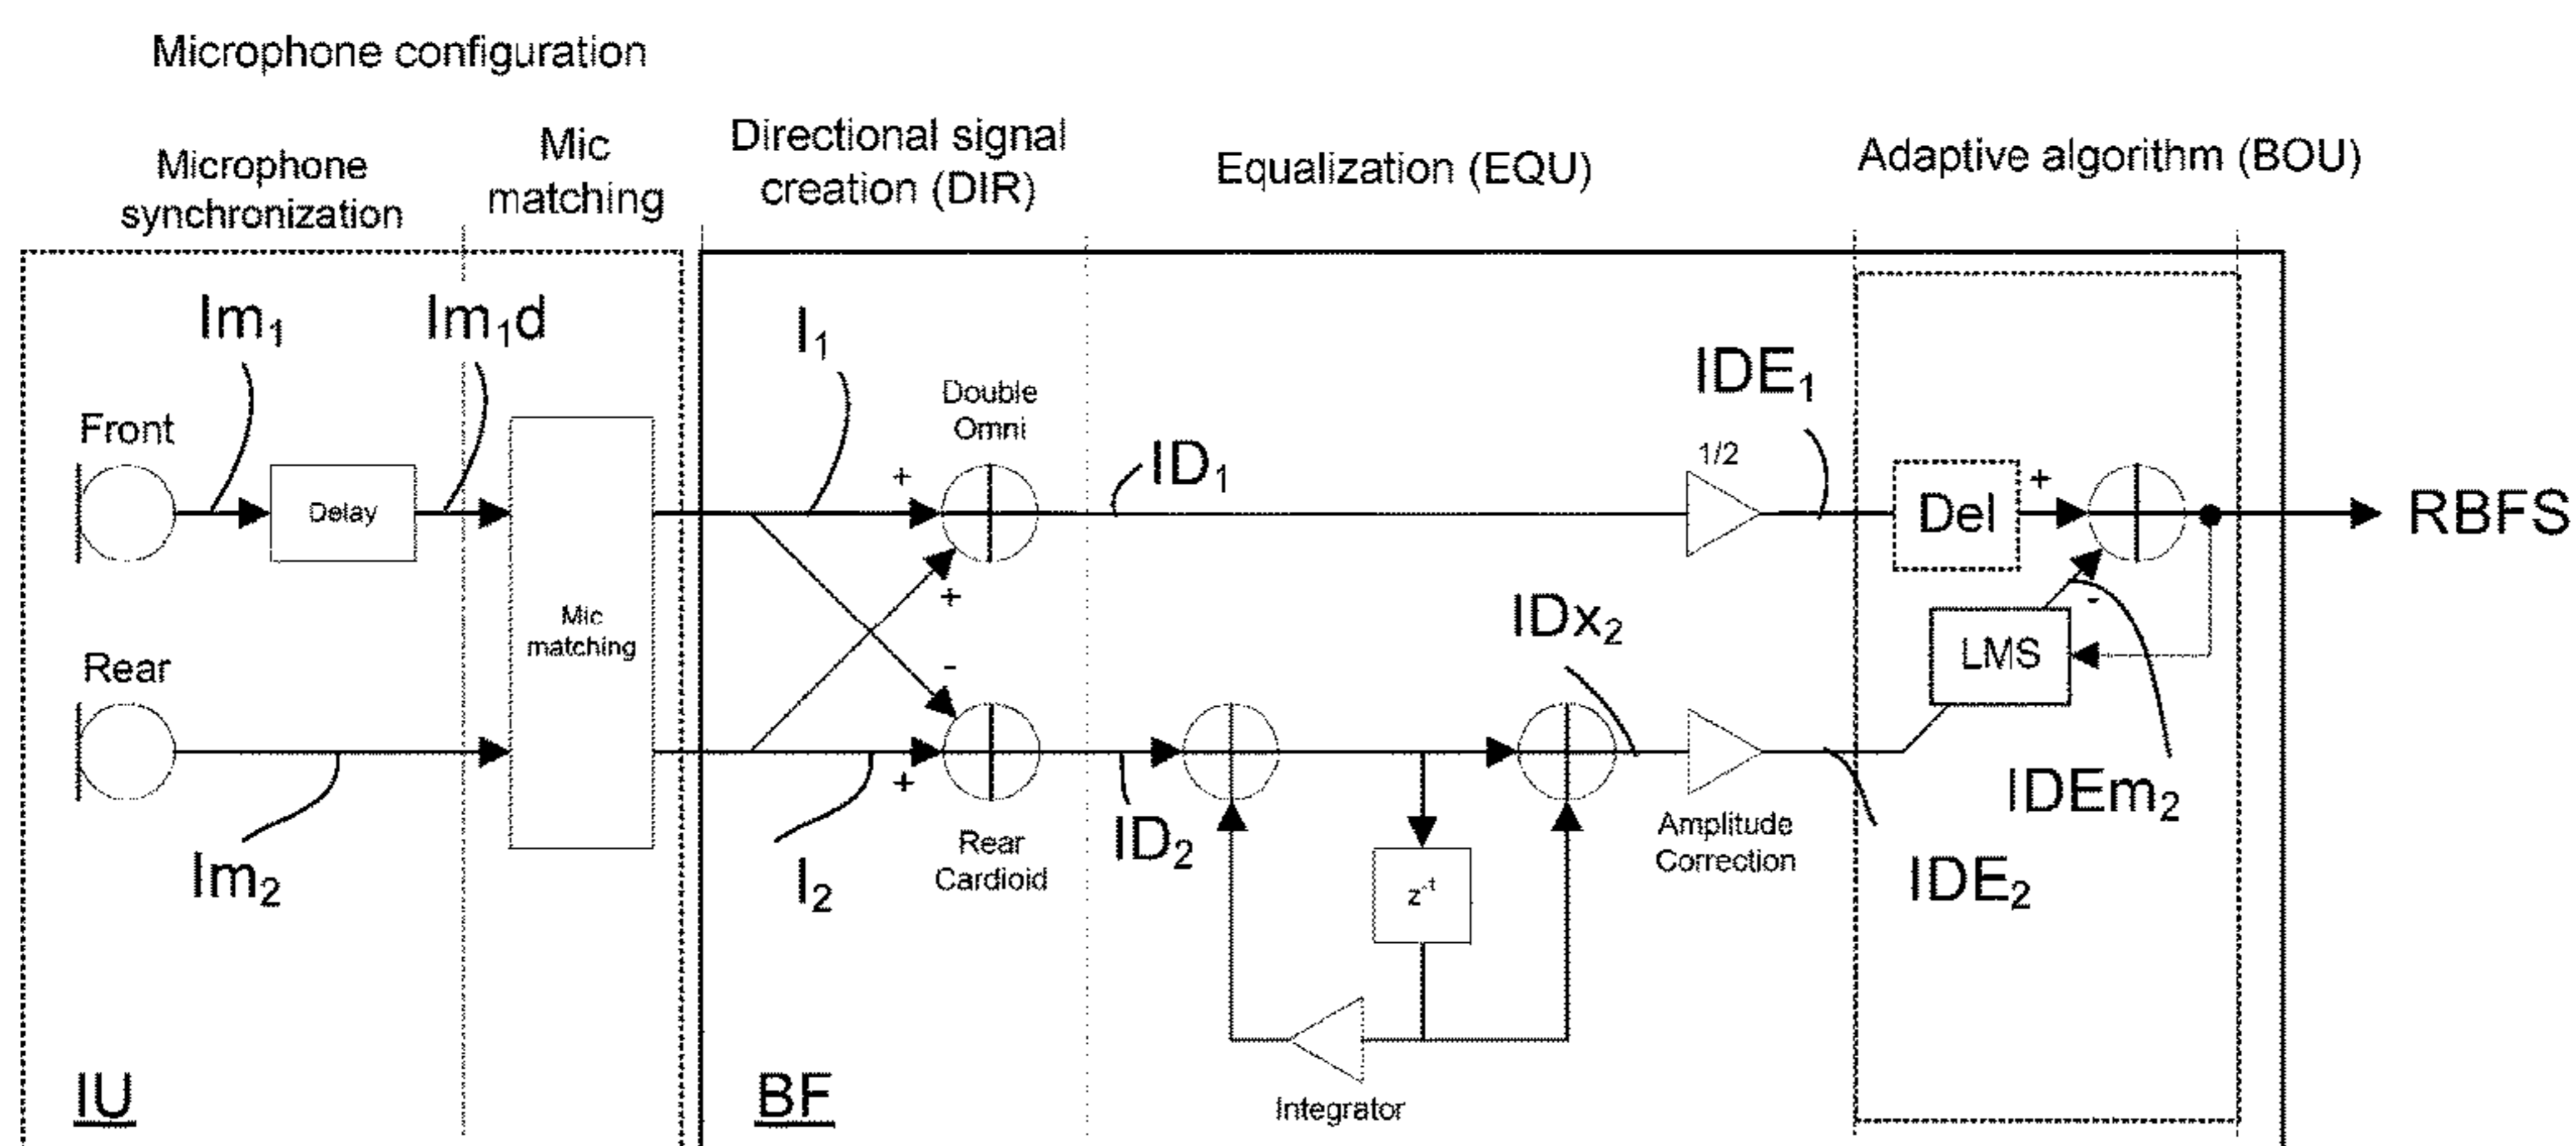 Microphone configuration
Microphone
synchronization
Mic
matching
Directional signal
creation (DIR)
Equalization (EQU)
Adaptive algorithm (BOU)
Im₁
Im₁d
I₁
Double
Omni
IDE₁
Front
Delay
+
ID₁
1/2
Del
+
RBFS
+
Mic
matching
IDx₂
-
LMS
Rear
-
+
Im₂
I₂
Rear
Cardioid
ID₂
Amplitude
Correction
IDEm₂
IDE₂
Integrator
IU
BF